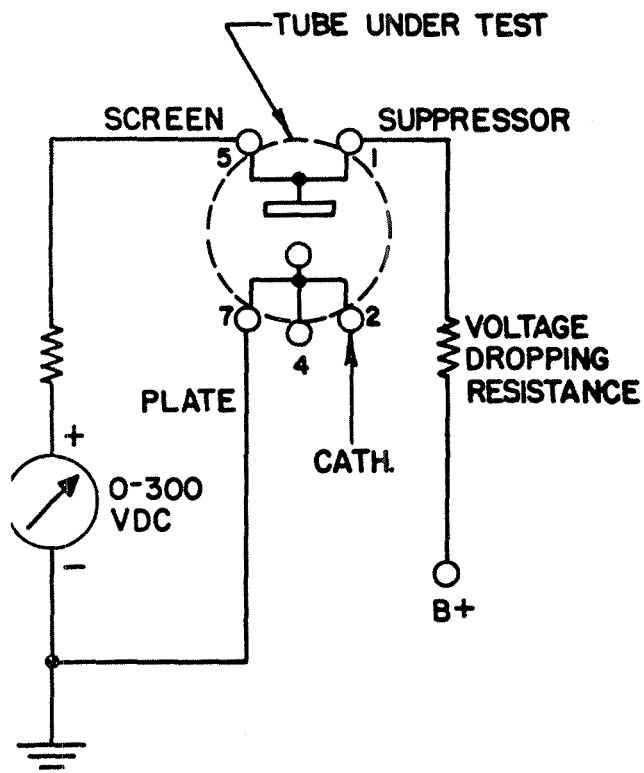 TUBE UNDER TEST
SCREEN
SUPPRESSOR
5
1
7
4
2
VOLTAGE
DROPPING
RESISTANCE
PLATE
CATH.
+
0-300
VDC
-
B+